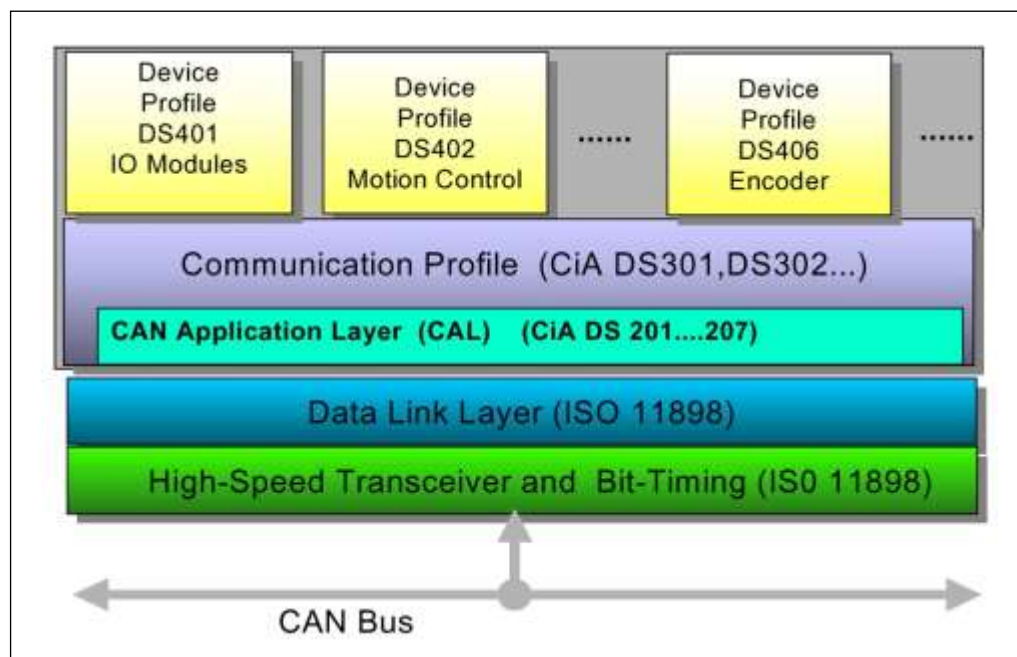 Device
Profile
DS401
IO Modules
Device
Profile
DS402
Motion Control
......
Device
Profile
DS406
Encoder
......
Communication Profile (CiA DS301,DS302...)
CAN Application Layer (CAL) (CiA DS 201....207)
Data Link Layer (ISO 11898)
High-Speed Transceiver and Bit-Timing (IS0 11898)
CAN Bus